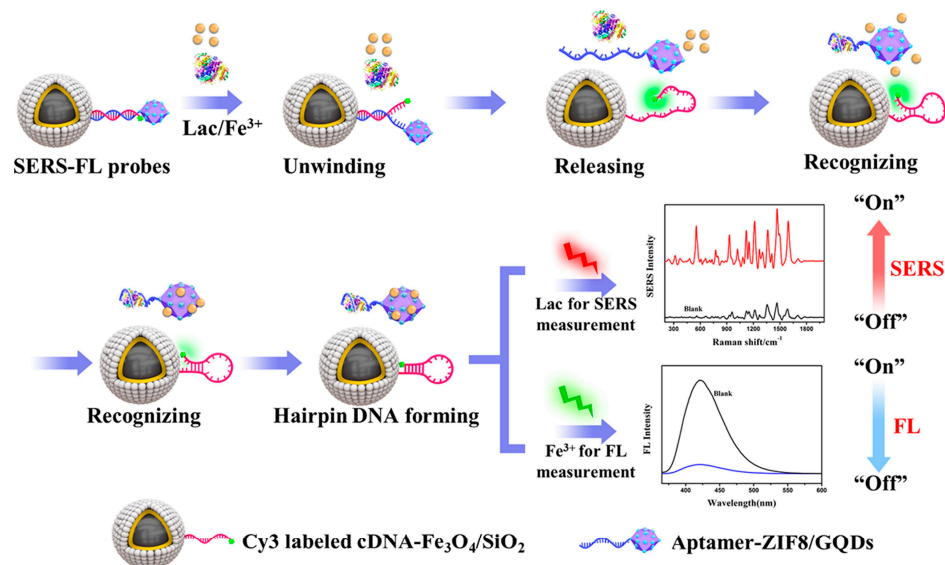 Lac/Fe³⁺
SERS-FL probes
Unwinding
Releasing
Recognizing
Lac for SERS
measurement
SERS Intensity
Blank
300 600 900 1200 1500 1800
Raman shift/cm⁻¹
“On”
SERS
“Off”
Recognizing
Hairpin DNA forming
Fe³⁺ for FL
measurement
FL Intensity
Blank
400 450 500 550 600
Wavelength(nm)
“On”
FL
“Off”
Cy3 labeled cDNA-Fe₃O₄/SiO₂
Aptamer-ZIF8/GQDs